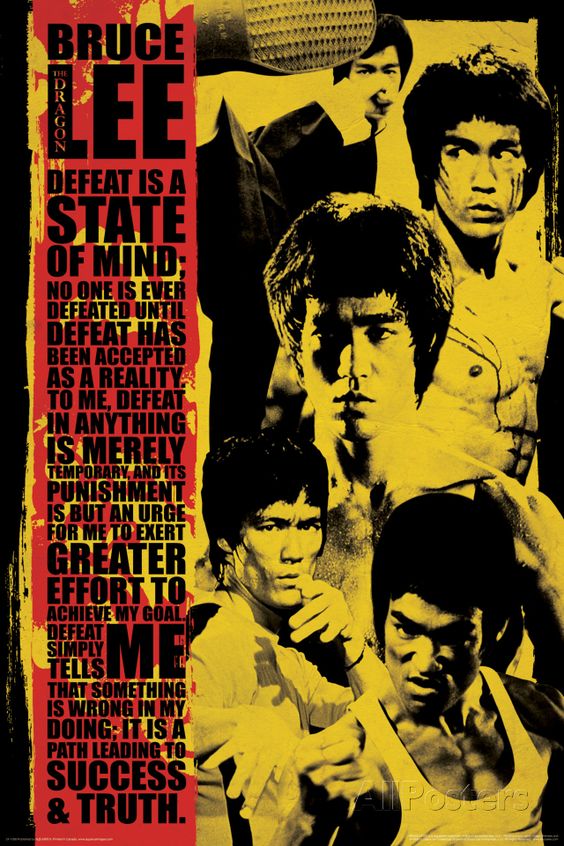 BRUCE
THE DRAGON
LEE
DEFEAT IS A
STATE
OF MIND;
NO ONE IS EVER
DEFEATED UNTIL
DEFEAT HAS
BEEN ACCEPTED
AS A REALITY.
TO ME, DEFEAT
IN ANYTHING
IS MERELY
TEMPORARY, AND ITS
PUNISHMENT
IS BUT AN URGE
FOR ME TO EXERT
GREATER
EFFORT TO
ACHIEVE MY GOAL.
DEFEAT
SIMPLY
TELLS
ME
THAT SOMETHING
IS WRONG IN MY
DOING; IT IS A
PATH LEADING TO
SUCCESS
& TRUTH.
AllPosters